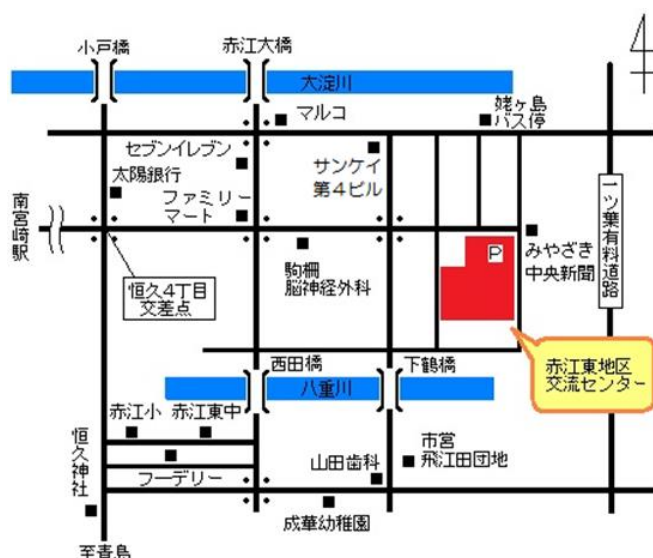 小戸橋
赤江大橋
大淀川
マルコ
姥ヶ島
バス停
セブンイレブン
太陽銀行
サンケイ
第4ビル
ファミリー
マート
南宮崎駅
一ツ葉有料道路
P
みやざき
中央新聞
駒柵
脳神経外科
恒久4丁目
交差点
赤江東地区
交流センター
西田橋
下鶴橋
八重川
赤江小
赤江東中
恒久神社
フーデリー
山田歯科
市営
飛江田団地
成華幼稚園
至青島